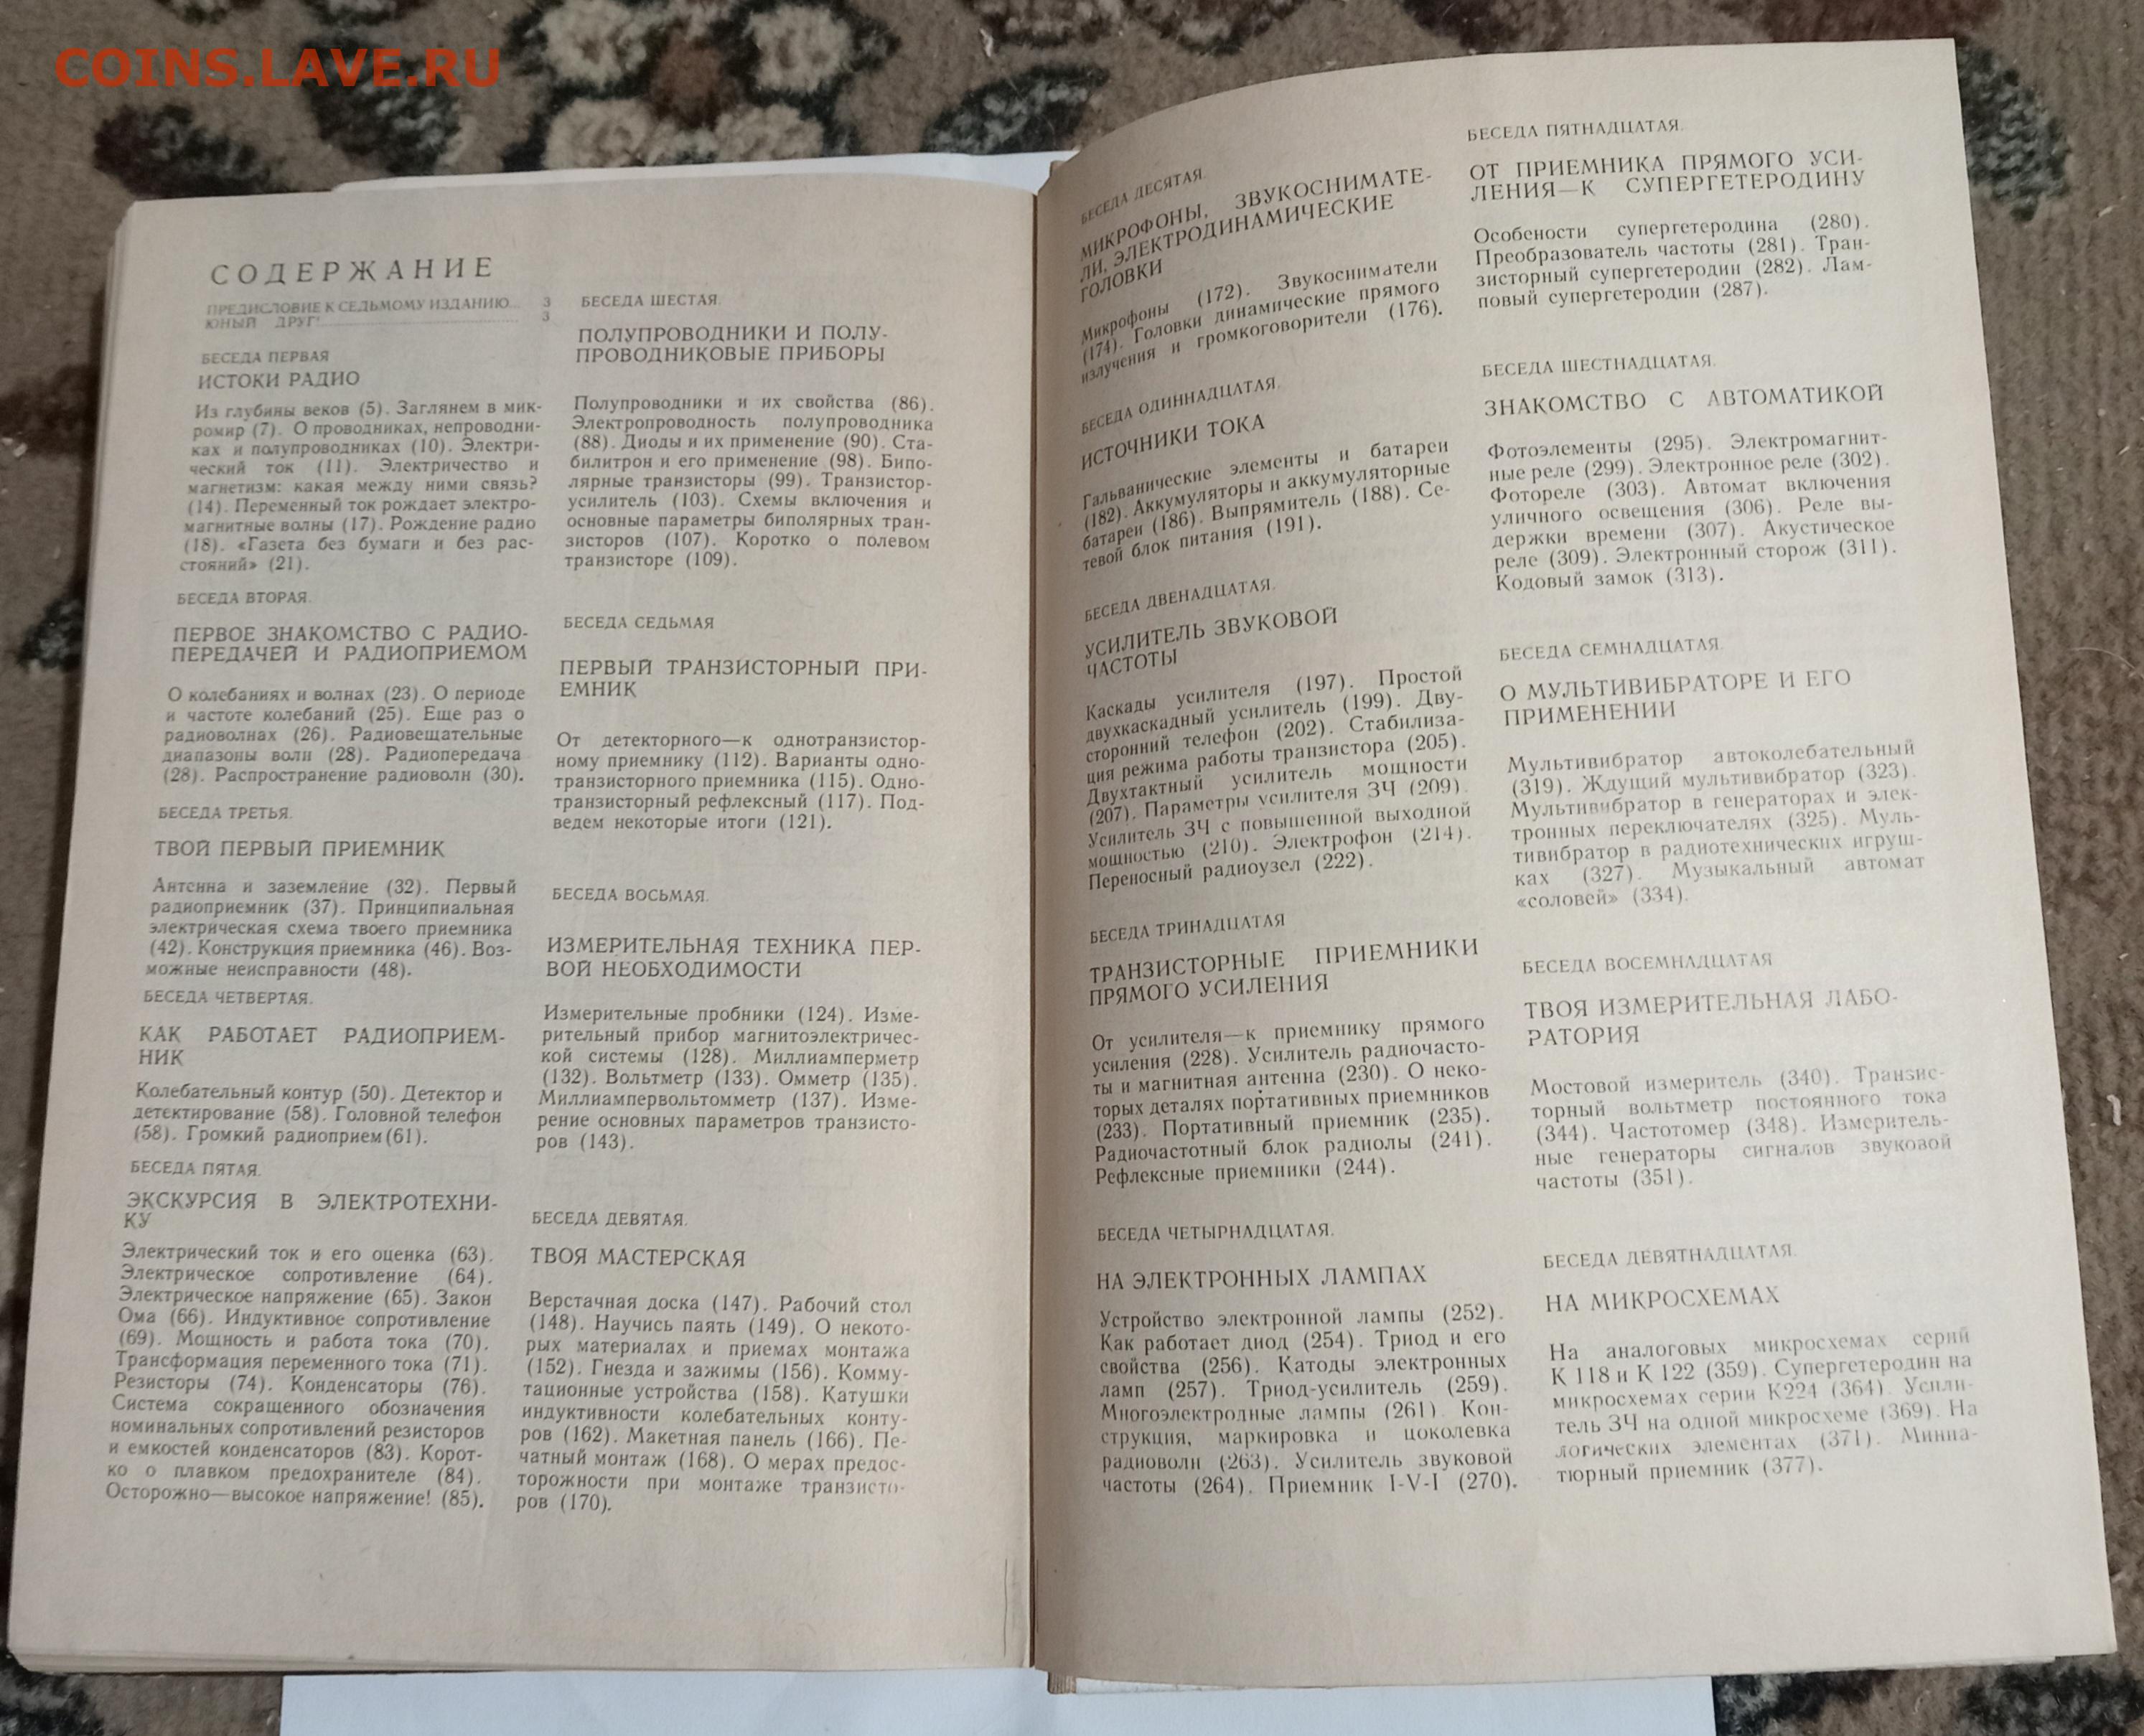 COINS.LAVE.RU
СОДЕРЖАНИЕ
ПРЕДИСЛОВИЕ К СЕДЬМОМУ ИЗДАНИЮ... 3
ЮНЫЙ ДРУГ! 3
БЕСЕДА ПЕРВАЯ
ИСТОКИ РАДИО
Из глубины веков (5). Заглянем в мик-
ромир (7). О проводниках, непроводни-
ках и полупроводниках (10). Электри-
ческий ток (11). Электричество и
магнетизм: какая между ними связь?
(14). Переменный ток рождает электро-
магнитные волны (17). Рождение радио
(18). «Газета без бумаги и без рас-
стояний» (21).
БЕСЕДА ВТОРАЯ.
ПЕРВОЕ ЗНАКОМСТВО С РАДИО-
ПЕРЕДАЧЕЙ И РАДИОПРИЕМОМ
О колебаниях и волнах (23). О периоде
и частоте колебаний (25). Еще раз о
радиоволнах (26). Радиовещательные
диапазоны волн (28). Радиопередача
(28). Распространение радиоволн (30).
БЕСЕДА ТРЕТЬЯ.
ТВОЙ ПЕРВЫЙ ПРИЕМНИК
Антенна и заземление (32). Первый
радиоприемник (37). Принципиальная
электрическая схема твоего приемника
(42). Конструкция приемника (46). Воз-
можные неисправности (48).
БЕСЕДА ЧЕТВЕРТАЯ.
КАК РАБОТАЕТ РАДИОПРИЕМ-
НИК
Колебательный контур (50). Детектор и
детектирование (58). Головной телефон
(58). Громкий радиоприем (61).
БЕСЕДА ПЯТАЯ.
ЭКСКУРСИЯ В ЭЛЕКТРОТЕХНИ-
КУ
Электрический ток и его оценка (63).
Электрическое сопротивление (64).
Электрическое напряжение (65). Закон
Ома (66). Индуктивное сопротивление
(69). Мощность и работа тока (70).
Трансформация переменного тока (71).
Резисторы (74). Конденсаторы (76).
Система сокращенного обозначения
номинальных сопротивлений резисторов
и емкостей конденсаторов (83). Корот-
ко о плавком предохранителе (84).
Осторожно—высокое напряжение! (85).
БЕСЕДА ШЕСТАЯ.
ПОЛУПРОВОДНИКИ И ПОЛУ-
ПРОВОДНИКОВЫЕ ПРИБОРЫ
Полупроводники и их свойства (86).
Электропроводность полупроводника
(88). Диоды и их применение (90). Ста-
билитрон и его применение (98). Бипо-
лярные транзисторы (99). Транзистор-
усилитель (103). Схемы включения и
основные параметры биполярных тран-
зисторов (107). Коротко о полевом
транзисторе (109).
БЕСЕДА СЕДЬМАЯ
ПЕРВЫЙ ТРАНЗИСТОРНЫЙ ПРИ-
ЕМНИК
От детекторного—к однотранзистор-
ному приемнику (112). Варианты одно-
транзисторного приемника (115). Одно-
транзисторный рефлексный (117). Под-
ведем некоторые итоги (121).
БЕСЕДА ВОСЬМАЯ.
ИЗМЕРИТЕЛЬНАЯ ТЕХНИКА ПЕР-
ВОЙ НЕОБХОДИМОСТИ
Измерительные пробники (124). Изме-
рительный прибор магнитоэлектричес-
кой системы (128). Миллиамперметр
(132). Вольтметр (133). Омметр (135).
Миллиампервольтомметр (137). Изме-
рение основных параметров транзисто-
ров (143).
БЕСЕДА ДЕВЯТАЯ.
ТВОЯ МАСТЕРСКАЯ
Верстачная доска (147). Рабочий стол
(148). Научись паять (149). О некото-
рых материалах и приемах монтажа
(152). Гнезда и зажимы (156). Комму-
тационные устройства (158). Катушки
индуктивности колебательных конту-
ров (162). Макетная панель (166). Пе-
чатный монтаж (168). О мерах предос-
торожности при монтаже транзисто-
ров (170).
БЕСЕДА ДЕСЯТАЯ.
МИКРОФОНЫ, ЗВУКОСНИМАТЕ-
ЛИ, ЭЛЕКТРОДИНАМИЧЕСКИЕ
ГОЛОВКИ
Микрофоны (172). Звукосниматели
(174). Головки динамические прямого
излучения и громкоговорители (176).
БЕСЕДА ОДИННАДЦАТАЯ.
ИСТОЧНИКИ ТОКА
Гальванические элементы и батареи
(182). Аккумуляторы и аккумуляторные
батареи (186). Выпрямитель (188). Се-
тевой блок питания (191).
БЕСЕДА ДВЕНАДЦАТАЯ.
УСИЛИТЕЛЬ ЗВУКОВОЙ
ЧАСТОТЫ
Каскады усилителя (197). Простой
двухкаскадный усилитель (199). Дву-
сторонний телефон (202). Стабилиза-
ция режима работы транзистора (205).
Двухтактный усилитель мощности
(207). Параметры усилителя ЗЧ (209).
Усилитель ЗЧ с повышенной выходной
мощностью (210). Электрофон (214).
Переносный радиоузел (222).
БЕСЕДА ТРИНАДЦАТАЯ
ТРАНЗИСТОРНЫЕ ПРИЕМНИКИ
ПРЯМОГО УСИЛЕНИЯ
От усилителя—к приемнику прямого
усиления (228). Усилитель радиочасто-
ты и магнитная антенна (230). О неко-
торых деталях портативных приемников
(233). Портативный приемник (235).
Радиочастотный блок радиолы (241).
Рефлексные приемники (244).
БЕСЕДА ЧЕТЫРНАДЦАТАЯ.
НА ЭЛЕКТРОННЫХ ЛАМПАХ
Устройство электронной лампы (252).
Как работает диод (254). Триод и его
свойства (256). Катоды электронных
ламп (257). Триод-усилитель (259).
Многоэлектродные лампы (261). Кон-
струкция, маркировка и цоколевка
радиоволн (263). Усилитель звуковой
частоты (264). Приемник I-V-I (270).
БЕСЕДА ПЯТНАДЦАТАЯ.
ОТ ПРИЕМНИКА ПРЯМОГО УСИ-
ЛЕНИЯ—К СУПЕРГЕТЕРОДИНУ
Особености супергетеродина (280).
Преобразователь частоты (281). Тран-
зисторный супергетеродин (282). Лам-
повый супергетеродин (287).
БЕСЕДА ШЕСТНАДЦАТАЯ.
ЗНАКОМСТВО С АВТОМАТИКОЙ
Фотоэлементы (295). Электромагнит-
ные реле (299). Электронное реле (302).
Фотореле (303). Автомат включения
уличного освещения (306). Реле вы-
держки времени (307). Акустическое
реле (309). Электронный сторож (311).
Кодовый замок (313).
БЕСЕДА СЕМНАДЦАТАЯ.
О МУЛЬТИВИБРАТОРЕ И ЕГО
ПРИМЕНЕНИИ
Мультивибратор автоколебательный
(319). Ждущий мультивибратор (323).
Мультивибратор в генераторах и элек-
тронных переключателях (325). Муль-
тивибратор в радиотехнических игруш-
ках (327). Музыкальный автомат
«соловей» (334).
БЕСЕДА ВОСЕМНАДЦАТАЯ
ТВОЯ ИЗМЕРИТЕЛЬНАЯ ЛАБО-
РАТОРИЯ
Мостовой измеритель (340). Транзис-
торный вольтметр постоянного тока
(344). Частотомер (348). Измеритель-
ные генераторы сигналов звуковой
частоты (351).
БЕСЕДА ДЕВЯТНАДЦАТАЯ.
НА МИКРОСХЕМАХ
На аналоговых микросхемах серий
К 118 и К 122 (359). Супергетеродин на
микросхемах серии К224 (364). Усили-
тель ЗЧ на одной микросхеме (369). На
логических элементах (371). Миниа-
тюрный приемник (377).